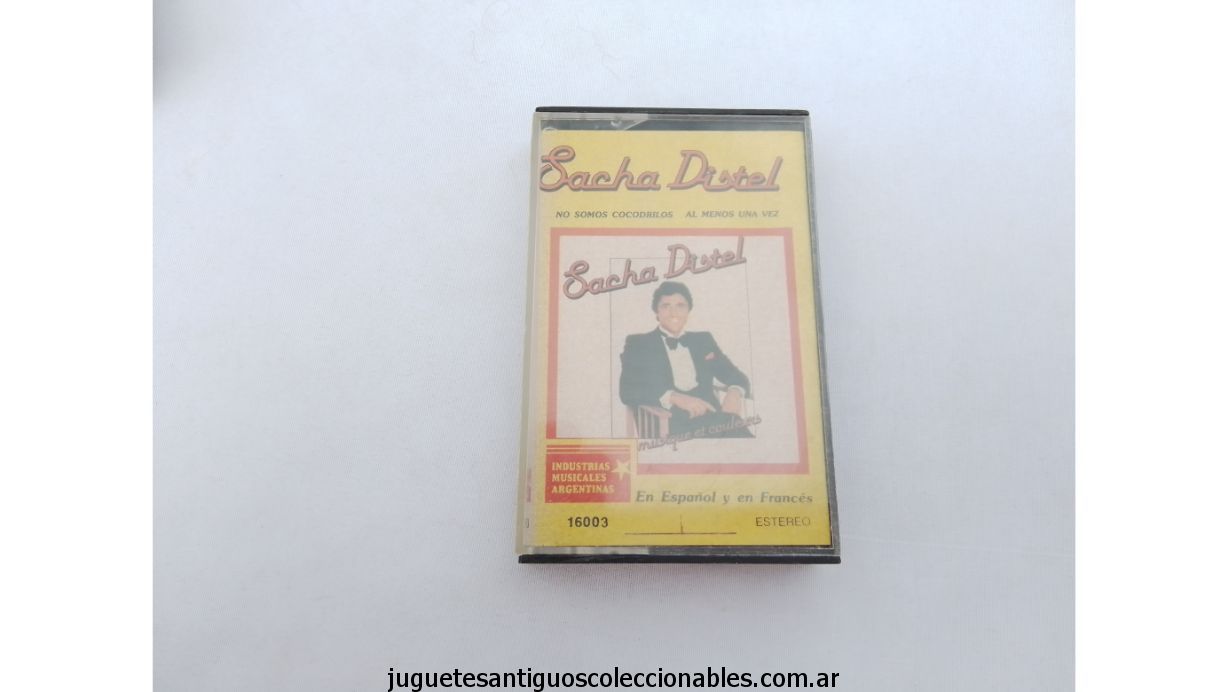 Sacha Distel
NO SOMOS COCODRILOS AL MENOS UNA VEZ
Sacha Distel
musique et couleurs
INDUSTRIAS
MUSICALES
ARGENTINAS
En Español y en Francés
16003
ESTEREO
juguetesantiguoscoleccionables.com.ar